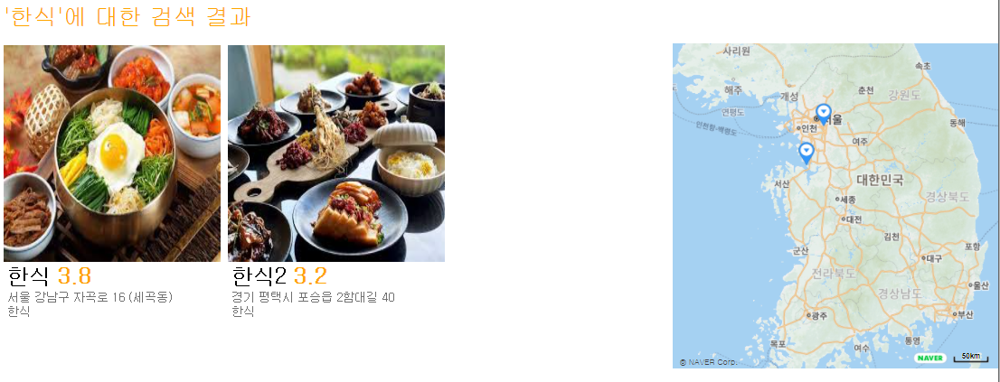 '한식'에 대한 검색 결과
한식 3.8
서울 강남구 자곡로 16 (세곡동)
한식
한식2 3.2
경기 평택시 포승읍 2함대길 40
한식
사리원
속초
해주
개성
춘천
강원도
연평도
인천항-백령도
서울
인천
동해
여주
서산
대한민국
세종
경상북도
대전
김천
군산
포항
대구
전라북도
울산
경상남도
광주
부산
목포
여수
통영
© NAVER Corp.
NAVER
50km